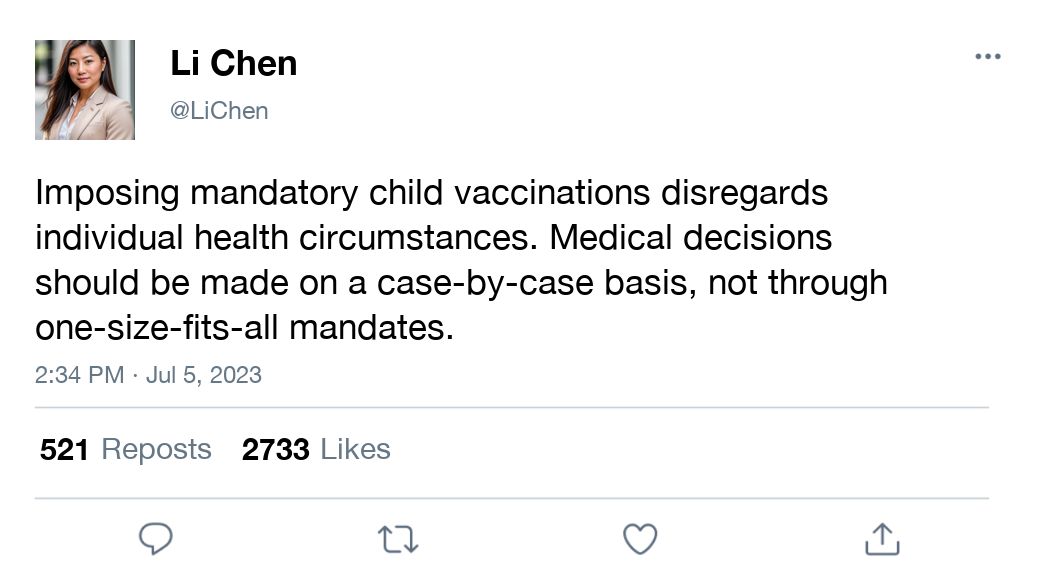 Li Chen
@LiChen
Imposing mandatory child vaccinations disregards
individual health circumstances. Medical decisions
should be made on a case-by-case basis, not through
one-size-fits-all mandates.
2:34 PM · Jul 5, 2023
521 Reposts 2733 Likes